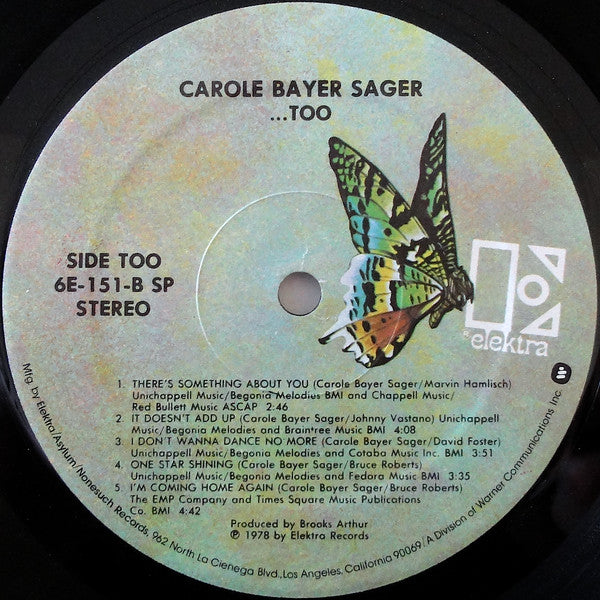 CAROLE BAYER SAGER
...TOO
SIDE TOO
6E-151-B SP
STEREO
elektra
1. THERE'S SOMETHING ABOUT YOU (Carole Bayer Sager/Marvin Hamlisch)
Unichappell Music/Begonia Melodies BMI and Chappell Music/
Red Bullett Music ASCAP 2:46
2. IT DOESN'T ADD UP (Carole Bayer Sager/Johnny Vastano) Unichappell
Music/Begonia Melodies and Braintree Music BMI 4:08
3. I DON'T WANNA DANCE NO MORE (Carole Bayer Sager/David Foster)
Unichappell Music/Begonia Melodies and Cotaba Music Inc. BMI 3:51
4. ONE STAR SHINING (Carole Bayer Sager/Bruce Roberts)
Unichappell Music/Begonia Melodies and Fedora Music BMI 3:35
5. I'M COMING HOME AGAIN (Carole Bayer Sager/Bruce Roberts)
The EMP Company and Times Square Music Publications
Co. BMI 4:42
Produced by Brooks Arthur
℗ 1978 by Elektra Records
Mfg. by Elektra/Asylum/Nonesuch Records, 962 North La Cienega Blvd., Los Angeles, California 90069/A Division of Warner Communications Inc.